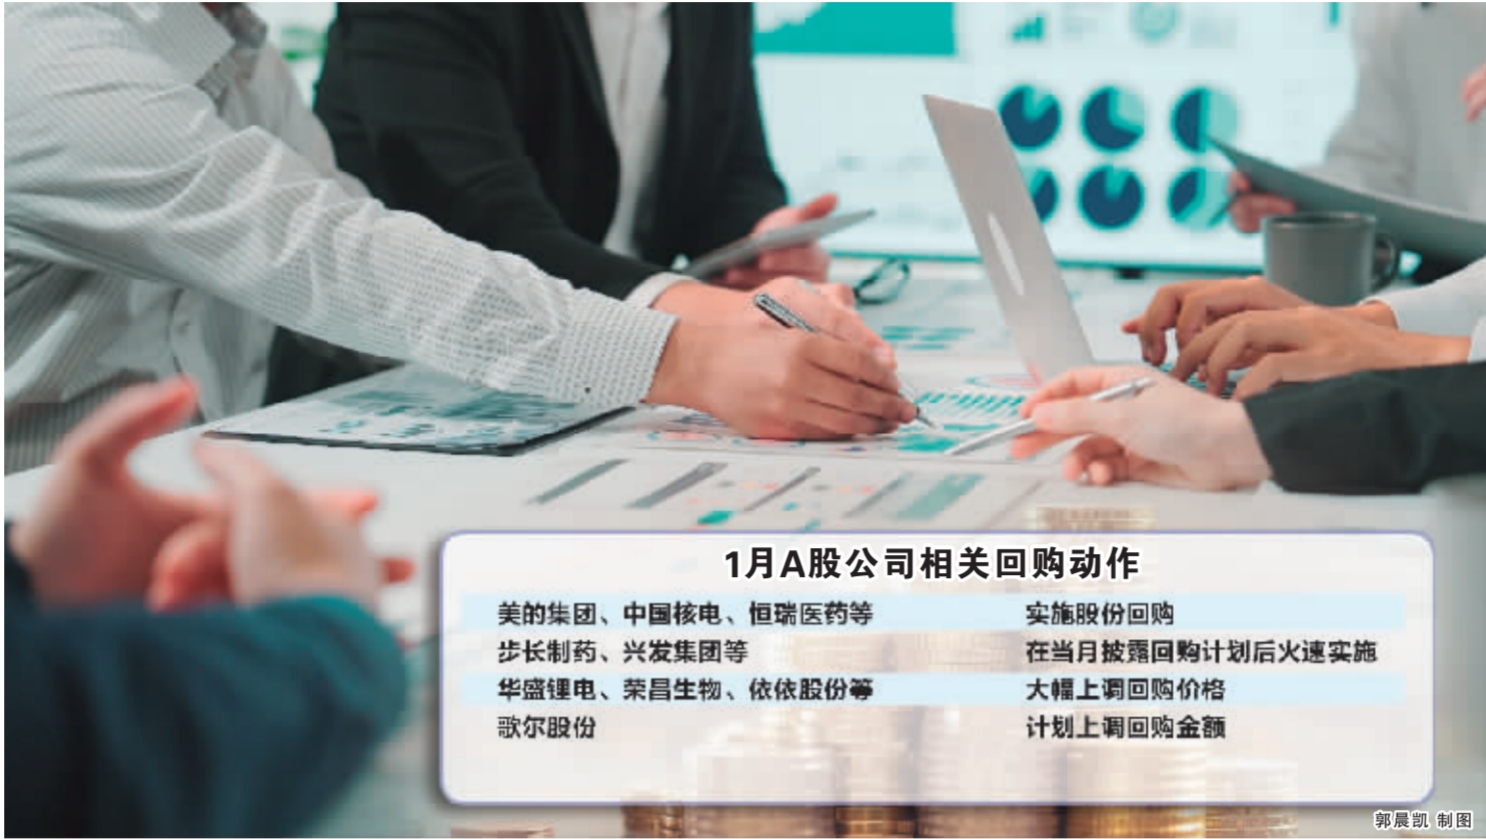 1月A股公司相关回购动作
美的集团、中国核电、恒瑞医药等 实施股份回购
步长制药、兴发集团等 在当月披露回购计划后火速实施
华盛锂电、荣昌生物、依依股份等 大幅上调回购价格
歌尔股份 计划上调回购金额
郭晨凯 制图